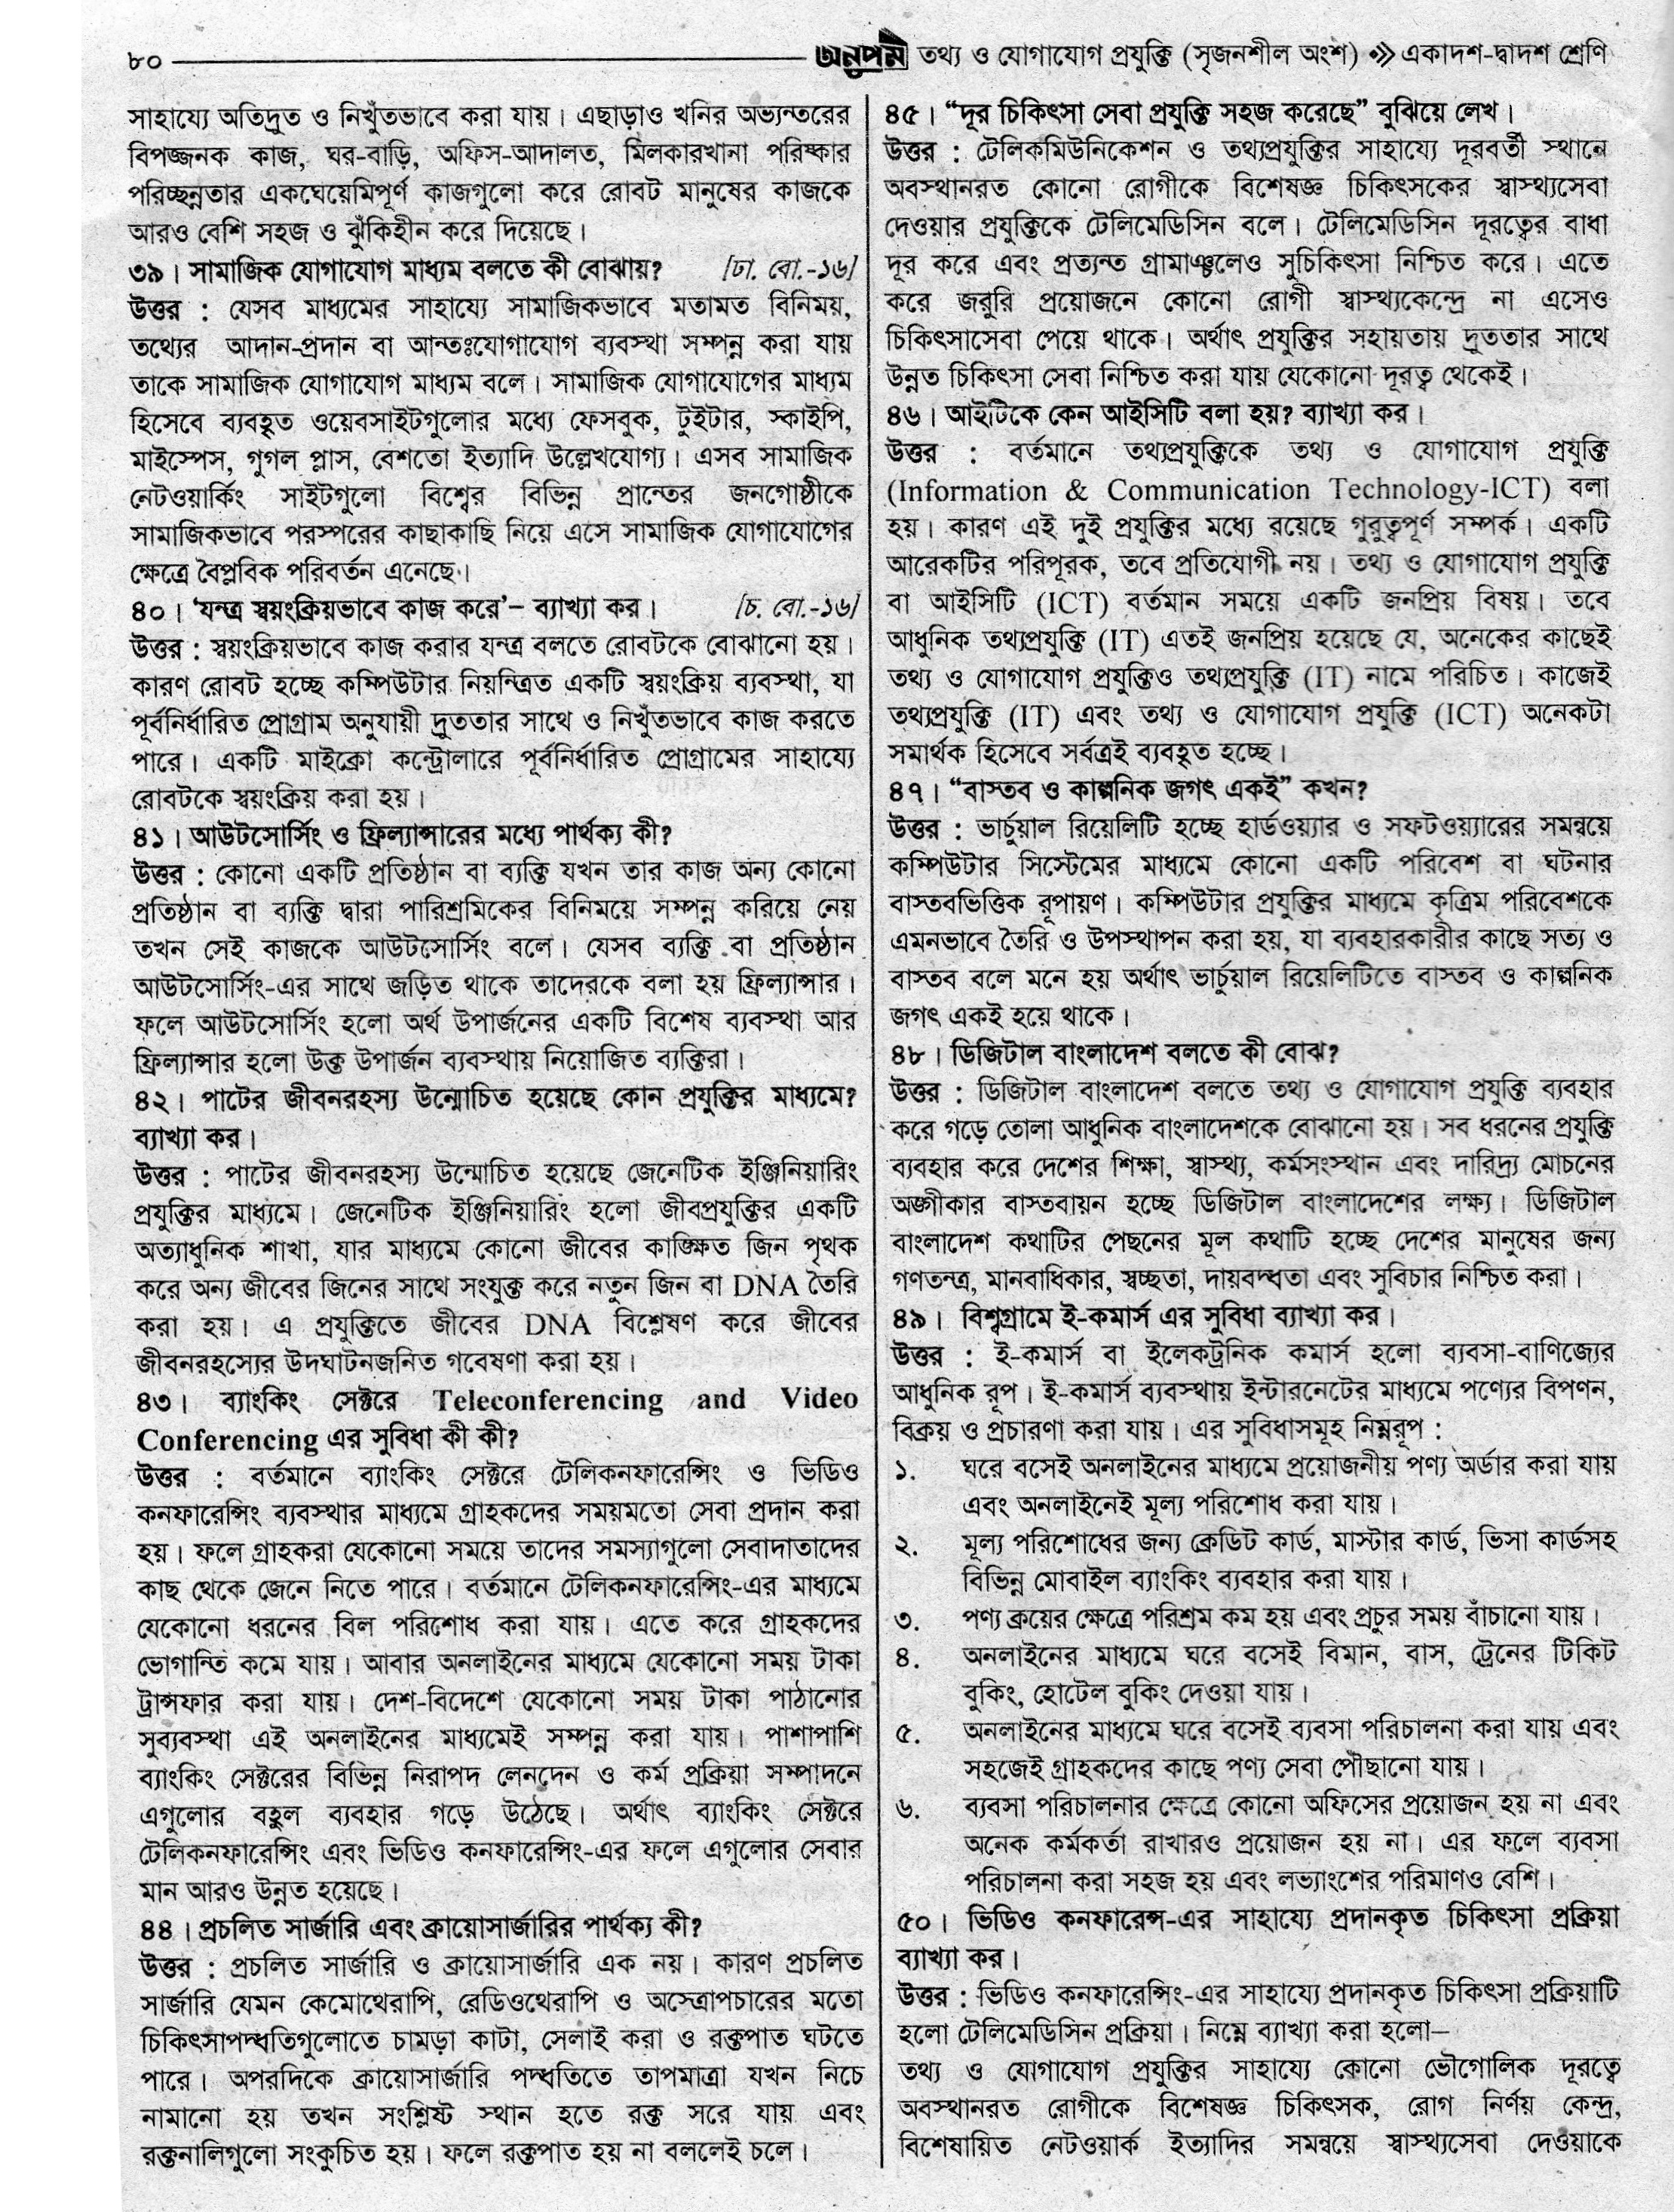 ৮০
অনুপম তথ্য ও যোগাযোগ প্রযুক্তি (সৃজনশীল অংশ) ⋙ একাদশ-দ্বাদশ শ্রেণি
সাহায্যে অতিদ্রুত ও নিখুঁতভাবে করা যায়। এছাড়াও খনির অভ্যন্তরের
বিপজ্জনক কাজ, ঘর-বাড়ি, অফিস-আদালত, মিলকারখানা পরিষ্কার
পরিচ্ছন্নতার একঘেয়েমিপূর্ণ কাজগুলো করে রোবট মানুষের কাজকে
আরও বেশি সহজ ও ঝুঁকিহীন করে দিয়েছে।
৩৯। সামাজিক যোগাযোগ মাধ্যম বলতে কী বোঝায়? [ঢা. বো.-১৬]
উত্তর : যেসব মাধ্যমের সাহায্যে সামাজিকভাবে মতামত বিনিময়,
তথ্যের আদান-প্রদান বা আন্তঃযোগাযোগ ব্যবস্থা সম্পন্ন করা যায়
তাকে সামাজিক যোগাযোগ মাধ্যম বলে। সামাজিক যোগাযোগের মাধ্যম
হিসেবে ব্যবহৃত ওয়েবসাইটগুলোর মধ্যে ফেসবুক, টুইটার, স্কাইপি,
মাইস্পেস, গুগল প্লাস, বেশতো ইত্যাদি উল্লেখযোগ্য। এসব সামাজিক
নেটওয়ার্কিং সাইটগুলো বিশ্বের বিভিন্ন প্রান্তের জনগোষ্ঠীকে
সামাজিকভাবে পরস্পরের কাছাকাছি নিয়ে এসে সামাজিক যোগাযোগের
ক্ষেত্রে বৈপ্লবিক পরিবর্তন এনেছে।
৪০। ‘যন্ত্র স্বয়ংক্রিয়ভাবে কাজ করে’– ব্যাখ্যা কর। [চ. বো.-১৬]
উত্তর : স্বয়ংক্রিয়ভাবে কাজ করার যন্ত্র বলতে রোবটকে বোঝানো হয়।
কারণ রোবট হচ্ছে কম্পিউটার নিয়ন্ত্রিত একটি স্বয়ংক্রিয় ব্যবস্থা, যা
পূর্বনির্ধারিত প্রোগ্রাম অনুযায়ী দ্রুততার সাথে ও নিখুঁতভাবে কাজ করতে
পারে। একটি মাইক্রো কন্ট্রোলারে পূর্বনির্ধারিত প্রোগ্রামের সাহায্যে
রোবটকে স্বয়ংক্রিয় করা হয়।
৪১। আউটসোর্সিং ও ফ্রিল্যান্সারের মধ্যে পার্থক্য কী?
উত্তর : কোনো একটি প্রতিষ্ঠান বা ব্যক্তি যখন তার কাজ অন্য কোনো
প্রতিষ্ঠান বা ব্যক্তি দ্বারা পারিশ্রমিকের বিনিময়ে সম্পন্ন করিয়ে নেয়
তখন সেই কাজকে আউটসোর্সিং বলে। যেসব ব্যক্তি বা প্রতিষ্ঠান
আউটসোর্সিং-এর সাথে জড়িত থাকে তাদেরকে বলা হয় ফ্রিল্যান্সার।
ফলে আউটসোর্সিং হলো অর্থ উপার্জনের একটি বিশেষ ব্যবস্থা আর
ফ্রিল্যান্সার হলো উক্ত উপার্জন ব্যবস্থায় নিয়োজিত ব্যক্তিরা।
৪২। পাটের জীবনরহস্য উন্মোচিত হয়েছে কোন প্রযুক্তির মাধ্যমে?
ব্যাখ্যা কর।
উত্তর : পাটের জীবনরহস্য উন্মোচিত হয়েছে জেনেটিক ইঞ্জিনিয়ারিং
প্রযুক্তির মাধ্যমে। জেনেটিক ইঞ্জিনিয়ারিং হলো জীবপ্রযুক্তির একটি
অত্যাধুনিক শাখা, যার মাধ্যমে কোনো জীবের কাঙ্ক্ষিত জিন পৃথক
করে অন্য জীবের জিনের সাথে সংযুক্ত করে নতুন জিন বা DNA তৈরি
করা হয়। এ প্রযুক্তিতে জীবের DNA বিশ্লেষণ করে জীবের
জীবনরহস্যের উদঘাটনজনিত গবেষণা করা হয়।
৪৩। ব্যাংকিং সেক্টরে Teleconferencing and Video
Conferencing এর সুবিধা কী কী?
উত্তর : বর্তমানে ব্যাংকিং সেক্টরে টেলিকনফারেন্সিং ও ভিডিও
কনফারেন্সিং ব্যবস্থার মাধ্যমে গ্রাহকদের সময়মতো সেবা প্রদান করা
হয়। ফলে গ্রাহকরা যেকোনো সময়ে তাদের সমস্যাগুলো সেবাদাতাদের
কাছ থেকে জেনে নিতে পারে। বর্তমানে টেলিকনফারেন্সিং-এর মাধ্যমে
যেকোনো ধরনের বিল পরিশোধ করা যায়। এতে করে গ্রাহকদের
ভোগান্তি কমে যায়। আবার অনলাইনের মাধ্যমে যেকোনো সময় টাকা
ট্রান্সফার করা যায়। দেশ-বিদেশে যেকোনো সময় টাকা পাঠানোর
সুব্যবস্থা এই অনলাইনের মাধ্যমেই সম্পন্ন করা যায়। পাশাপাশি
ব্যাংকিং সেক্টরের বিভিন্ন নিরাপদ লেনদেন ও কর্ম প্রক্রিয়া সম্পাদনে
এগুলোর বহুল ব্যবহার গড়ে উঠেছে। অর্থাৎ ব্যাংকিং সেক্টরে
টেলিকনফারেন্সিং এবং ভিডিও কনফারেন্সিং-এর ফলে এগুলোর সেবার
মান আরও উন্নত হয়েছে।
৪৪। প্রচলিত সার্জারি এবং ক্রায়োসার্জারির পার্থক্য কী?
উত্তর : প্রচলিত সার্জারি ও ক্রায়োসার্জারি এক নয়। কারণ প্রচলিত
সার্জারি যেমন কেমোথেরাপি, রেডিওথেরাপি ও অস্ত্রোপচারের মতো
চিকিৎসাপদ্ধতিগুলোতে চামড়া কাটা, সেলাই করা ও রক্তপাত ঘটতে
পারে। অপরদিকে ক্রায়োসার্জারি পদ্ধতিতে তাপমাত্রা যখন নিচে
নামানো হয় তখন সংশ্লিষ্ট স্থান হতে রক্ত সরে যায় এবং
রক্তনালিগুলো সংকুচিত হয়। ফলে রক্তপাত হয় না বললেই চলে।
৪৫। “দূর চিকিৎসা সেবা প্রযুক্তি সহজ করেছে” বুঝিয়ে লেখ।
উত্তর : টেলিকমিউনিকেশন ও তথ্যপ্রযুক্তির সাহায্যে দূরবর্তী স্থানে
অবস্থানরত কোনো রোগীকে বিশেষজ্ঞ চিকিৎসকের স্বাস্থ্যসেবা
দেওয়ার প্রযুক্তিকে টেলিমেডিসিন বলে। টেলিমেডিসিন দূরত্বের বাধা
দূর করে এবং প্রত্যন্ত গ্রামাঞ্চলেও সুচিকিৎসা নিশ্চিত করে। এতে
করে জরুরি প্রয়োজনে কোনো রোগী স্বাস্থ্যকেন্দ্রে না এসেও
চিকিৎসাসেবা পেয়ে থাকে। অর্থাৎ প্রযুক্তির সহায়তায় দ্রুততার সাথে
উন্নত চিকিৎসা সেবা নিশ্চিত করা যায় যেকোনো দূরত্ব থেকেই।
৪৬। আইটিকে কেন আইসিটি বলা হয়? ব্যাখ্যা কর।
উত্তর : বর্তমানে তথ্যপ্রযুক্তিকে তথ্য ও যোগাযোগ প্রযুক্তি
(Information & Communication Technology-ICT) বলা
হয়। কারণ এই দুই প্রযুক্তির মধ্যে রয়েছে গুরুত্বপূর্ণ সম্পর্ক। একটি
আরেকটির পরিপূরক, তবে প্রতিযোগী নয়। তথ্য ও যোগাযোগ প্রযুক্তি
বা আইসিটি (ICT) বর্তমান সময়ে একটি জনপ্রিয় বিষয়। তবে
আধুনিক তথ্যপ্রযুক্তি (IT) এতই জনপ্রিয় হয়েছে যে, অনেকের কাছেই
তথ্য ও যোগাযোগ প্রযুক্তিও তথ্যপ্রযুক্তি (IT) নামে পরিচিত। কাজেই
তথ্যপ্রযুক্তি (IT) এবং তথ্য ও যোগাযোগ প্রযুক্তি (ICT) অনেকটা
সমার্থক হিসেবে সর্বত্রই ব্যবহৃত হচ্ছে।
৪৭। “বাস্তব ও কাল্পনিক জগৎ একই” কখন?
উত্তর : ভার্চুয়াল রিয়েলিটি হচ্ছে হার্ডওয়্যার ও সফটওয়্যারের সমন্বয়ে
কম্পিউটার সিস্টেমের মাধ্যমে কোনো একটি পরিবেশ বা ঘটনার
বাস্তবভিত্তিক রূপায়ণ। কম্পিউটার প্রযুক্তির মাধ্যমে কৃত্রিম পরিবেশকে
এমনভাবে তৈরি ও উপস্থাপন করা হয়, যা ব্যবহারকারীর কাছে সত্য ও
বাস্তব বলে মনে হয় অর্থাৎ ভার্চুয়াল রিয়েলিটিতে বাস্তব ও কাল্পনিক
জগৎ একই হয়ে থাকে।
৪৮। ডিজিটাল বাংলাদেশ বলতে কী বোঝ?
উত্তর : ডিজিটাল বাংলাদেশ বলতে তথ্য ও যোগাযোগ প্রযুক্তি ব্যবহার
করে গড়ে তোলা আধুনিক বাংলাদেশকে বোঝানো হয়। সব ধরনের প্রযুক্তি
ব্যবহার করে দেশের শিক্ষা, স্বাস্থ্য, কর্মসংস্থান এবং দারিদ্র্য মোচনের
অঙ্গীকার বাস্তবায়ন হচ্ছে ডিজিটাল বাংলাদেশের লক্ষ্য। ডিজিটাল
বাংলাদেশ কথাটির পেছনের মূল কথাটি হচ্ছে দেশের মানুষের জন্য
গণতন্ত্র, মানবাধিকার, স্বচ্ছতা, দায়বদ্ধতা এবং সুবিচার নিশ্চিত করা।
৪৯। বিশ্বগ্রামে ই-কমার্স এর সুবিধা ব্যাখ্যা কর।
উত্তর : ই-কমার্স বা ইলেকট্রনিক কমার্স হলো ব্যবসা-বাণিজ্যের
আধুনিক রূপ। ই-কমার্স ব্যবস্থায় ইন্টারনেটের মাধ্যমে পণ্যের বিপণন,
বিক্রয় ও প্রচারণা করা যায়। এর সুবিধাসমূহ নিম্নরূপ :
১. ঘরে বসেই অনলাইনের মাধ্যমে প্রয়োজনীয় পণ্য অর্ডার করা যায়
এবং অনলাইনেই মূল্য পরিশোধ করা যায়।
২. মূল্য পরিশোধের জন্য ক্রেডিট কার্ড, মাস্টার কার্ড, ভিসা কার্ডসহ
বিভিন্ন মোবাইল ব্যাংকিং ব্যবহার করা যায়।
৩. পণ্য ক্রয়ের ক্ষেত্রে পরিশ্রম কম হয় এবং প্রচুর সময় বাঁচানো যায়।
৪. অনলাইনের মাধ্যমে ঘরে বসেই বিমান, বাস, ট্রেনের টিকিট
বুকিং, হোটেল বুকিং দেওয়া যায়।
৫. অনলাইনের মাধ্যমে ঘরে বসেই ব্যবসা পরিচালনা করা যায় এবং
সহজেই গ্রাহকদের কাছে পণ্য সেবা পৌছানো যায়।
৬. ব্যবসা পরিচালনার ক্ষেত্রে কোনো অফিসের প্রয়োজন হয় না এবং
অনেক কর্মকর্তা রাখারও প্রয়োজন হয় না। এর ফলে ব্যবসা
পরিচালনা করা সহজ হয় এবং লভ্যাংশের পরিমাণও বেশি।
৫০। ভিডিও কনফারেন্স-এর সাহায্যে প্রদানকৃত চিকিৎসা প্রক্রিয়া
ব্যাখ্যা কর।
উত্তর : ভিডিও কনফারেন্সিং-এর সাহায্যে প্রদানকৃত চিকিৎসা প্রক্রিয়াটি
হলো টেলিমেডিসিন প্রক্রিয়া। নিম্নে ব্যাখ্যা করা হলো–
তথ্য ও যোগাযোগ প্রযুক্তির সাহায্যে কোনো ভৌগোলিক দূরত্বে
অবস্থানরত রোগীকে বিশেষজ্ঞ চিকিৎসক, রোগ নির্ণয় কেন্দ্র,
বিশেষায়িত নেটওয়ার্ক ইত্যাদির সমন্বয়ে স্বাস্থ্যসেবা দেওয়াকে